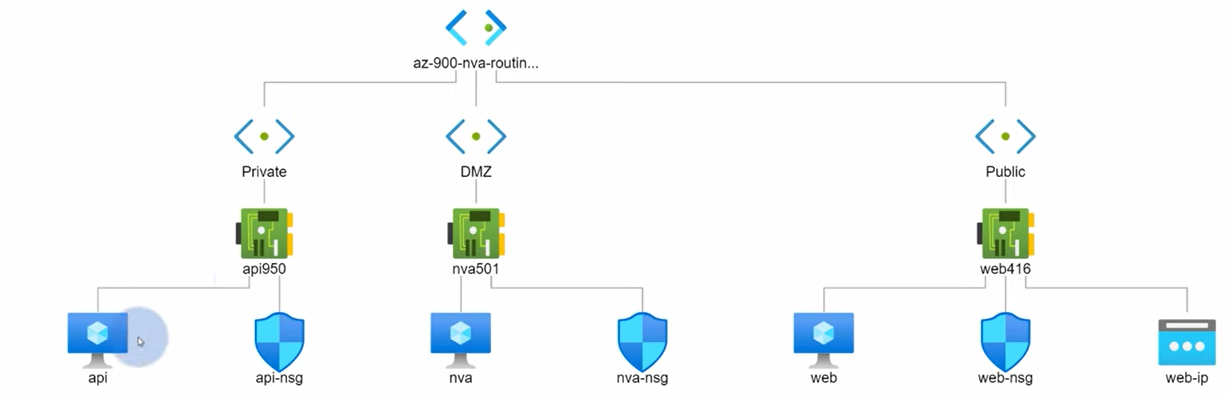 az-900-nva-routin...
Private
DMZ
Public
api950
nva501
web416
api
api-nsg
nva
nva-nsg
web
web-nsg
web-ip